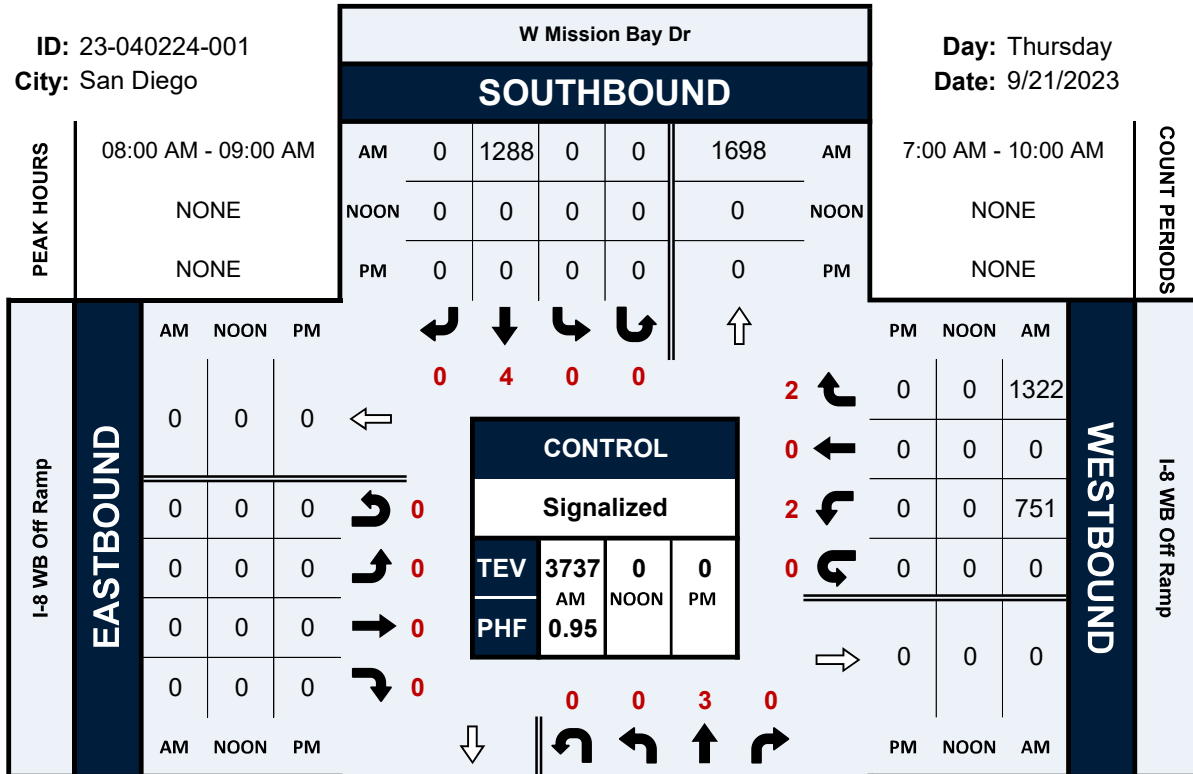 ID: 23-040224-001
City: San Diego
W Mission Bay Dr
SOUTHBOUND
Day: Thursday
Date: 9/21/2023
PEAK HOURS
08:00 AM - 09:00 AM
NONE
NONE
AM 0 1288 0 0 1698 AM
NOON 0 0 0 0 0 NOON
PM 0 0 0 0 0 PM
7:00 AM - 10:00 AM
NONE
NONE
COUNT PERIODS
0 4 0 0
I-8 WB Off Ramp
EASTBOUND
AM NOON PM
0 0 0
0 0 0 0
0 0 0 0
0 0 0 0
0 0 0 0
AM NOON PM
CONTROL
Signalized
TEV 3737 0 0
AM NOON PM
PHF 0.95
PM NOON AM
2 0 0 1322
0 0 0 0
2 0 0 751
0 0 0 0
0 0 0
PM NOON AM
WESTBOUND
I-8 WB Off Ramp
0 0 3 0